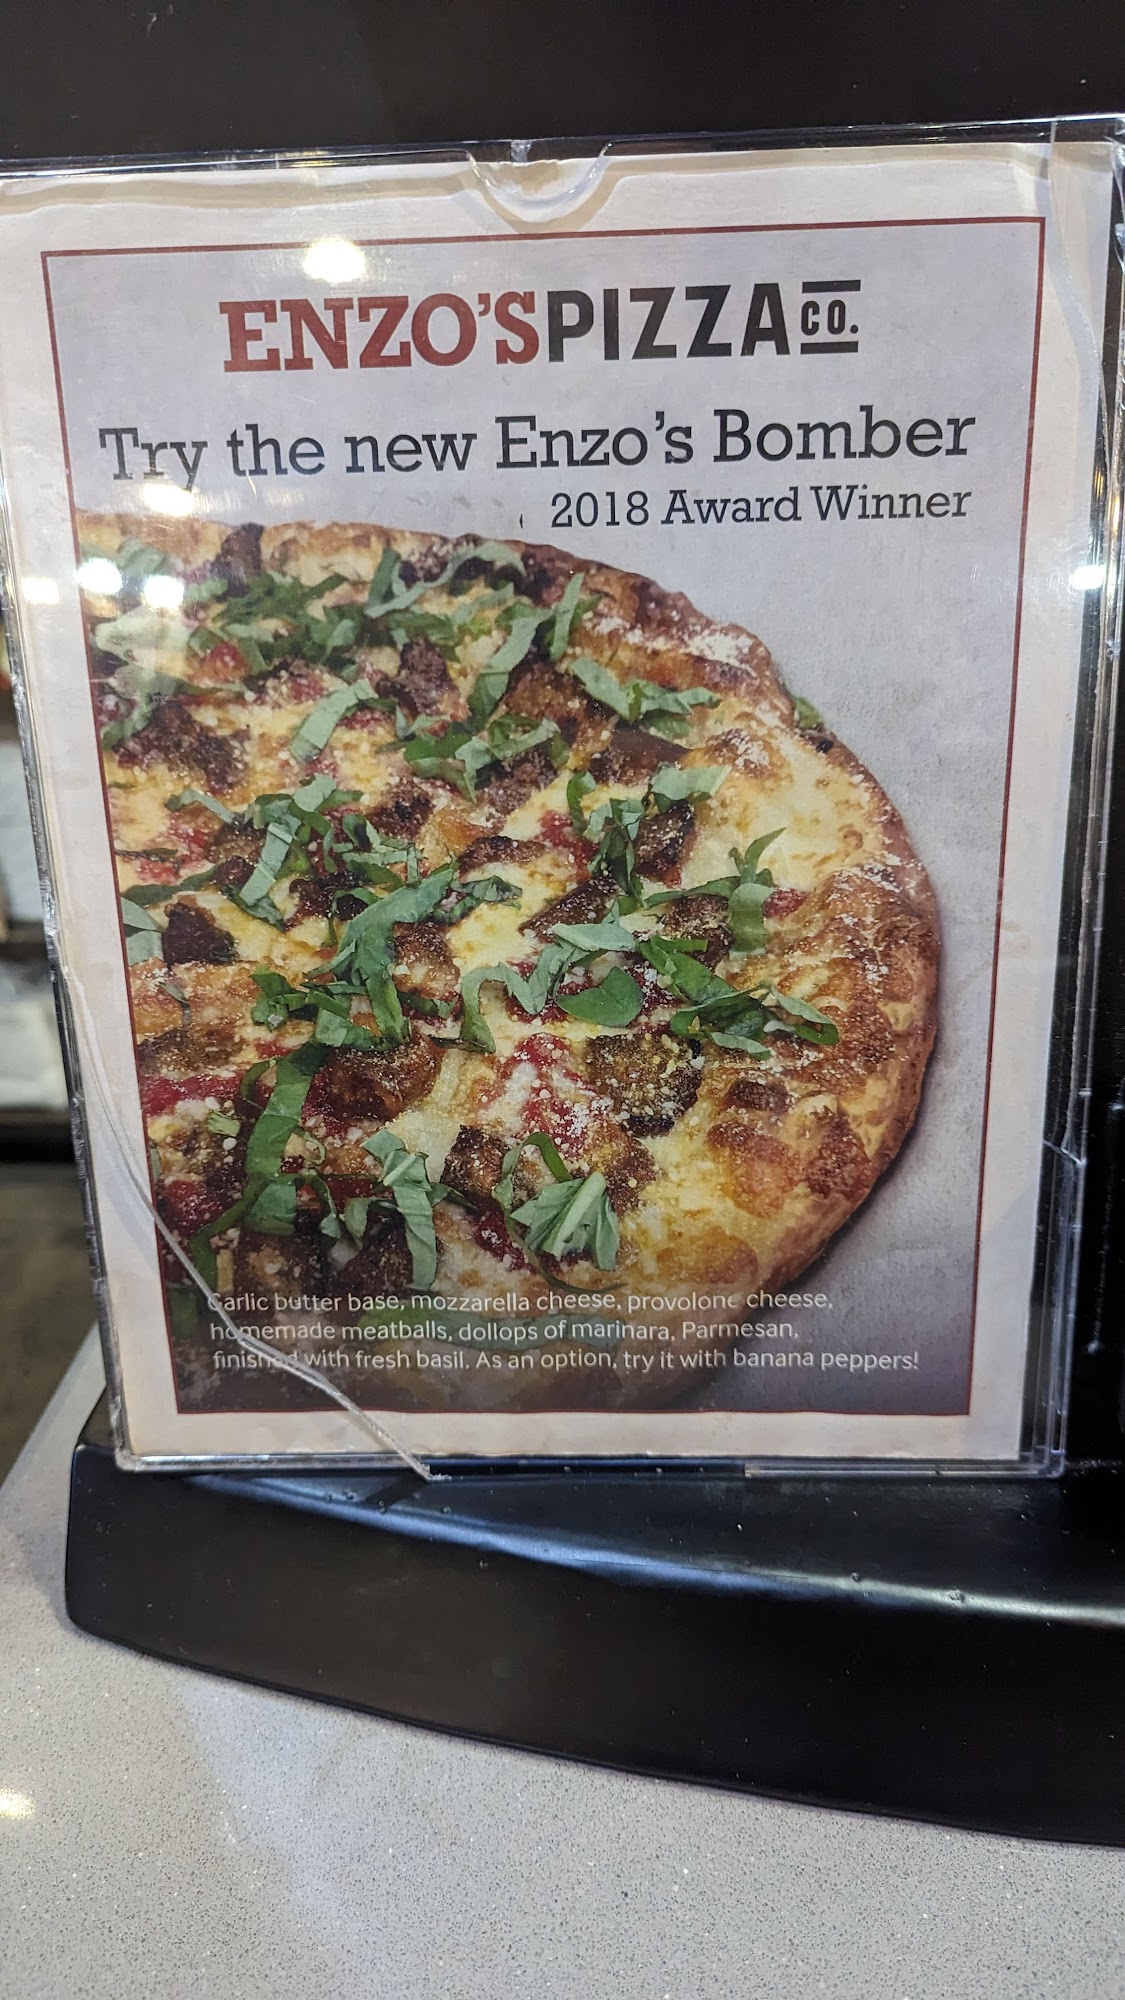 ENZO'S PIZZA CO.
Try the new Enzo's Bomber
2018 Award Winner
Garlic butter base, mozzarella cheese, provolone cheese,
homemade meatballs, dollops of marinara, Parmesan,
finished with fresh basil. As an option, try it with banana peppers!